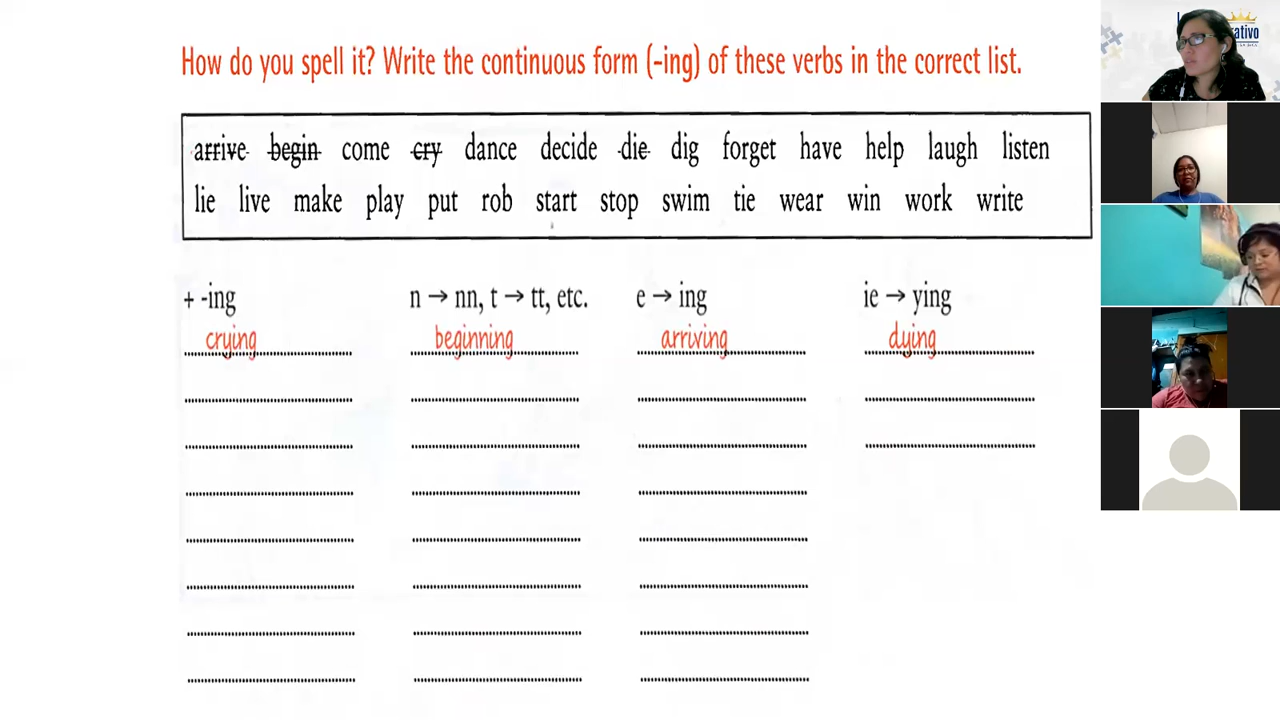 How do you spell it? Write the continuous form (-ing) of these verbs in the correct list.
arrive begin come cry dance decide die dig forget have help laugh listen
lie live make play put rob start stop swim tie wear win work write
+ -ing n → nn, t → tt, etc. e → ing ie → ying
crying beginning arriving dying